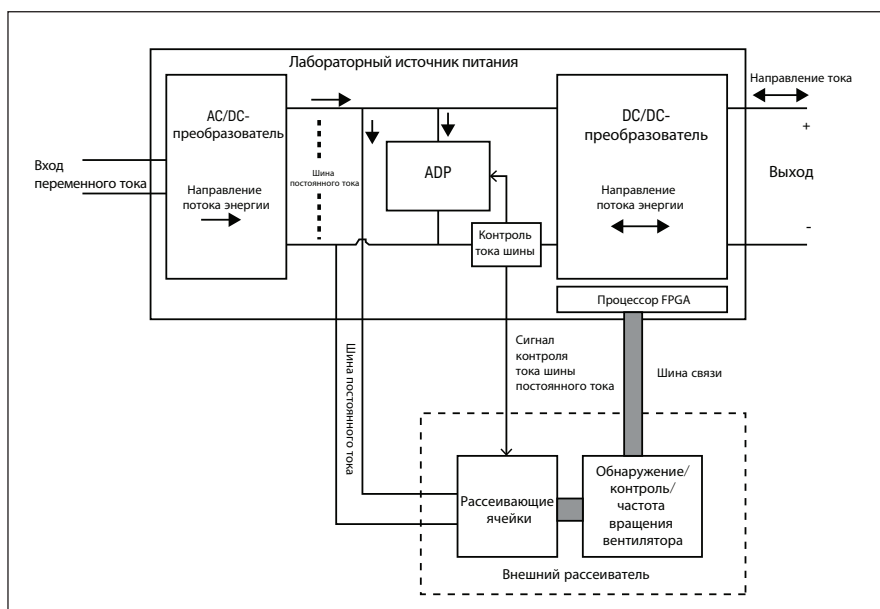 Лабораторный источник питания
AC/DC-
преобразователь
Направление
потока энергии
Вход
переменного тока
Шина
постоянного тока
ADP
Контроль
тока шины
DC/DC-
преобразователь
Направление
потока энергии
Направление тока
+
Выход
-
Процессор FPGA
Шина постоянного тока
Сигнал
контроля
тока шины
постоянного тока
Шина связи
Рассеивающие
ячейки
Обнаружение/
контроль/
частота
вращения
вентилятора
Внешний рассеиватель